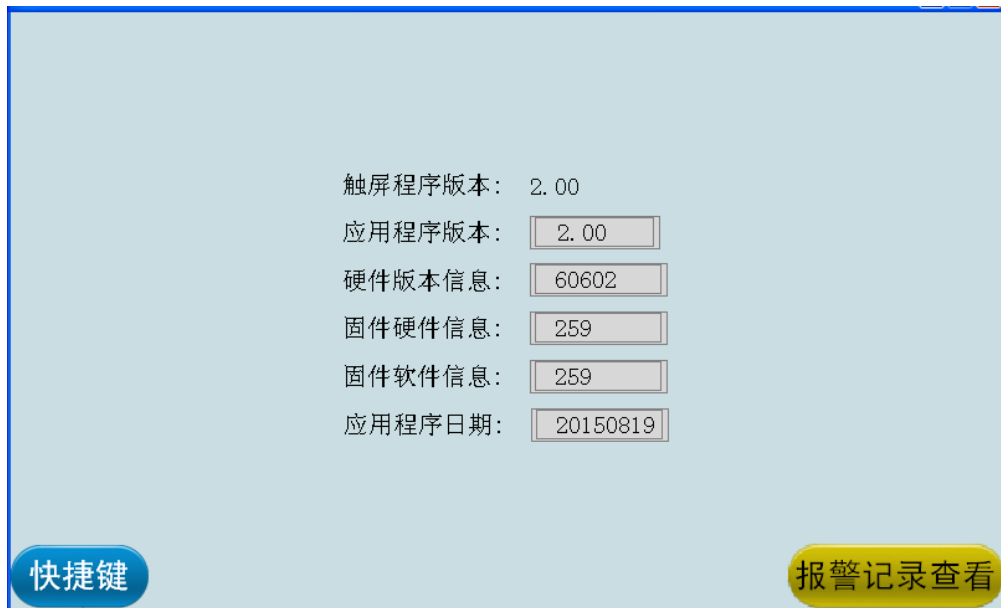 触屏程序版本: 2.00
应用程序版本: 2.00
硬件版本信息: 60602
固件硬件信息: 259
固件软件信息: 259
应用程序日期: 20150819
快捷键 报警记录查看